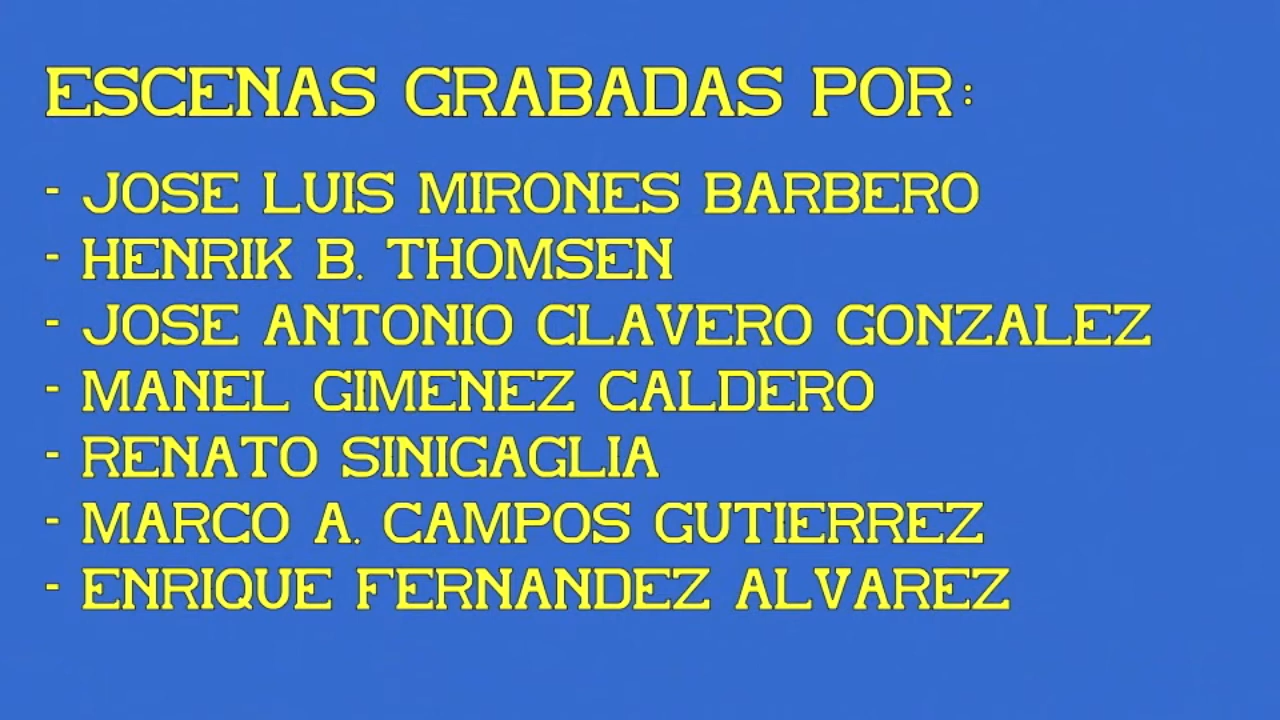 ESCENAS GRABADAS POR:
- JOSE LUIS MIRONES BARBERO
- HENRIK B. THOMSEN
- JOSE ANTONIO CLAVERO GONZALEZ
- MANEL GIMENEZ CALDERO
- RENATO SINIGAGLIA
- MARCO A. CAMPOS GUTIERREZ
- ENRIQUE FERNANDEZ ALVAREZ